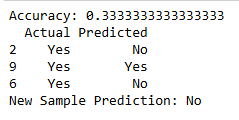 Accuracy: 0.3333333333333333
  Actual Predicted
2    Yes        No
9    Yes       Yes
6    Yes        No
New Sample Prediction: No